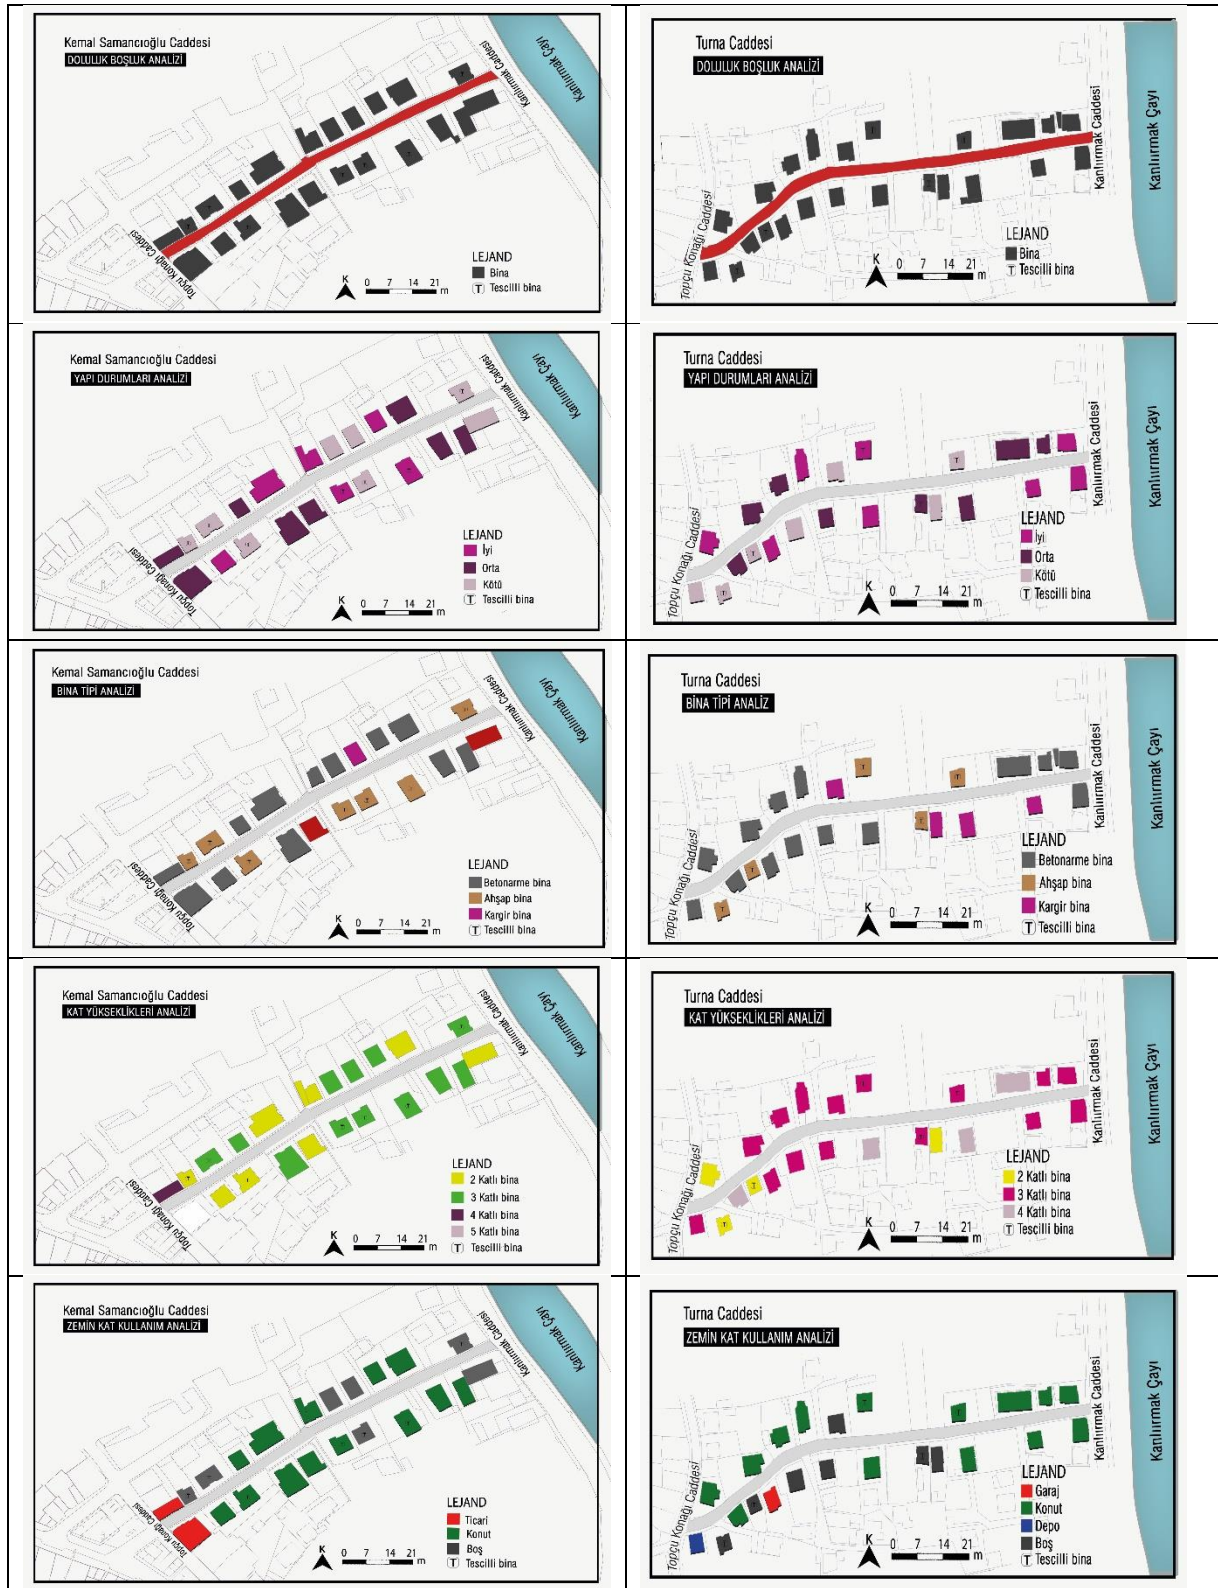 Kemal Samancıoğlu Caddesi
DOLULUK BOŞLUK ANALİZİ
Kanlıırmak Caddesi
Kanlıırmak Çayı
Topçu Konağı Caddesi
K
0 7 14 21 m
LEJAND
Bina
T Tescilli bina
Turna Caddesi
DOLULUK BOŞLUK ANALİZİ
Kanlıırmak Caddesi
Kanlıırmak Çayı
Topçu Konağı Caddesi
K
0 7 14 21 m
LEJAND
Bina
T Tescilli bina
Kemal Samancıoğlu Caddesi
YAPI DURUMLARI ANALİZİ
Kanlıırmak Caddesi
Kanlıırmak Çayı
Topçu Konağı Caddesi
K
0 7 14 21 m
LEJAND
İyi
Orta
Kötü
T Tescilli bina
Turna Caddesi
YAPI DURUMLARI ANALİZİ
Kanlıırmak Caddesi
Kanlıırmak Çayı
Topçu Konağı Caddesi
K
0 7 14 21 m
LEJAND
İyi
Orta
Kötü
T Tescilli bina
Kemal Samancıoğlu Caddesi
BİNA TİPİ ANALİZİ
Kanlıırmak Caddesi
Kanlıırmak Çayı
Topçu Konağı Caddesi
K
0 7 14 21 m
LEJAND
Betonarme bina
Ahşap bina
Kargir bina
T Tescilli bina
Turna Caddesi
BİNA TİPİ ANALİZ
Kanlıırmak Caddesi
Kanlıırmak Çayı
Topçu Konağı Caddesi
K
0 7 14 21 m
LEJAND
Betonarme bina
Ahşap bina
Kargir bina
T Tescilli bina
Kemal Samancıoğlu Caddesi
KAT YÜKSEKLİKLERİ ANALİZİ
Kanlıırmak Caddesi
Kanlıırmak Çayı
Topçu Konağı Caddesi
K
0 7 14 21 m
LEJAND
2 Katlı bina
3 Katlı bina
4 Katlı bina
5 Katlı bina
T Tescilli bina
Turna Caddesi
KAT YÜKSEKLİKLERİ ANALİZİ
Kanlıırmak Caddesi
Kanlıırmak Çayı
Topçu Konağı Caddesi
K
0 7 14 21 m
LEJAND
2 Katlı bina
3 Katlı bina
4 Katlı bina
T Tescilli bina
Kemal Samancıoğlu Caddesi
ZEMİN KAT KULLANIM ANALİZİ
Kanlıırmak Caddesi
Kanlıırmak Çayı
Topçu Konağı Caddesi
K
0 7 14 21 m
LEJAND
Ticari
Konut
Boş
T Tescilli bina
Turna Caddesi
ZEMİN KAT KULLANIM ANALİZİ
Kanlıırmak Caddesi
Kanlıırmak Çayı
Topçu Konağı Caddesi
K
0 7 14 21 m
LEJAND
Garaj
Konut
Depo
Boş
T Tescilli bina